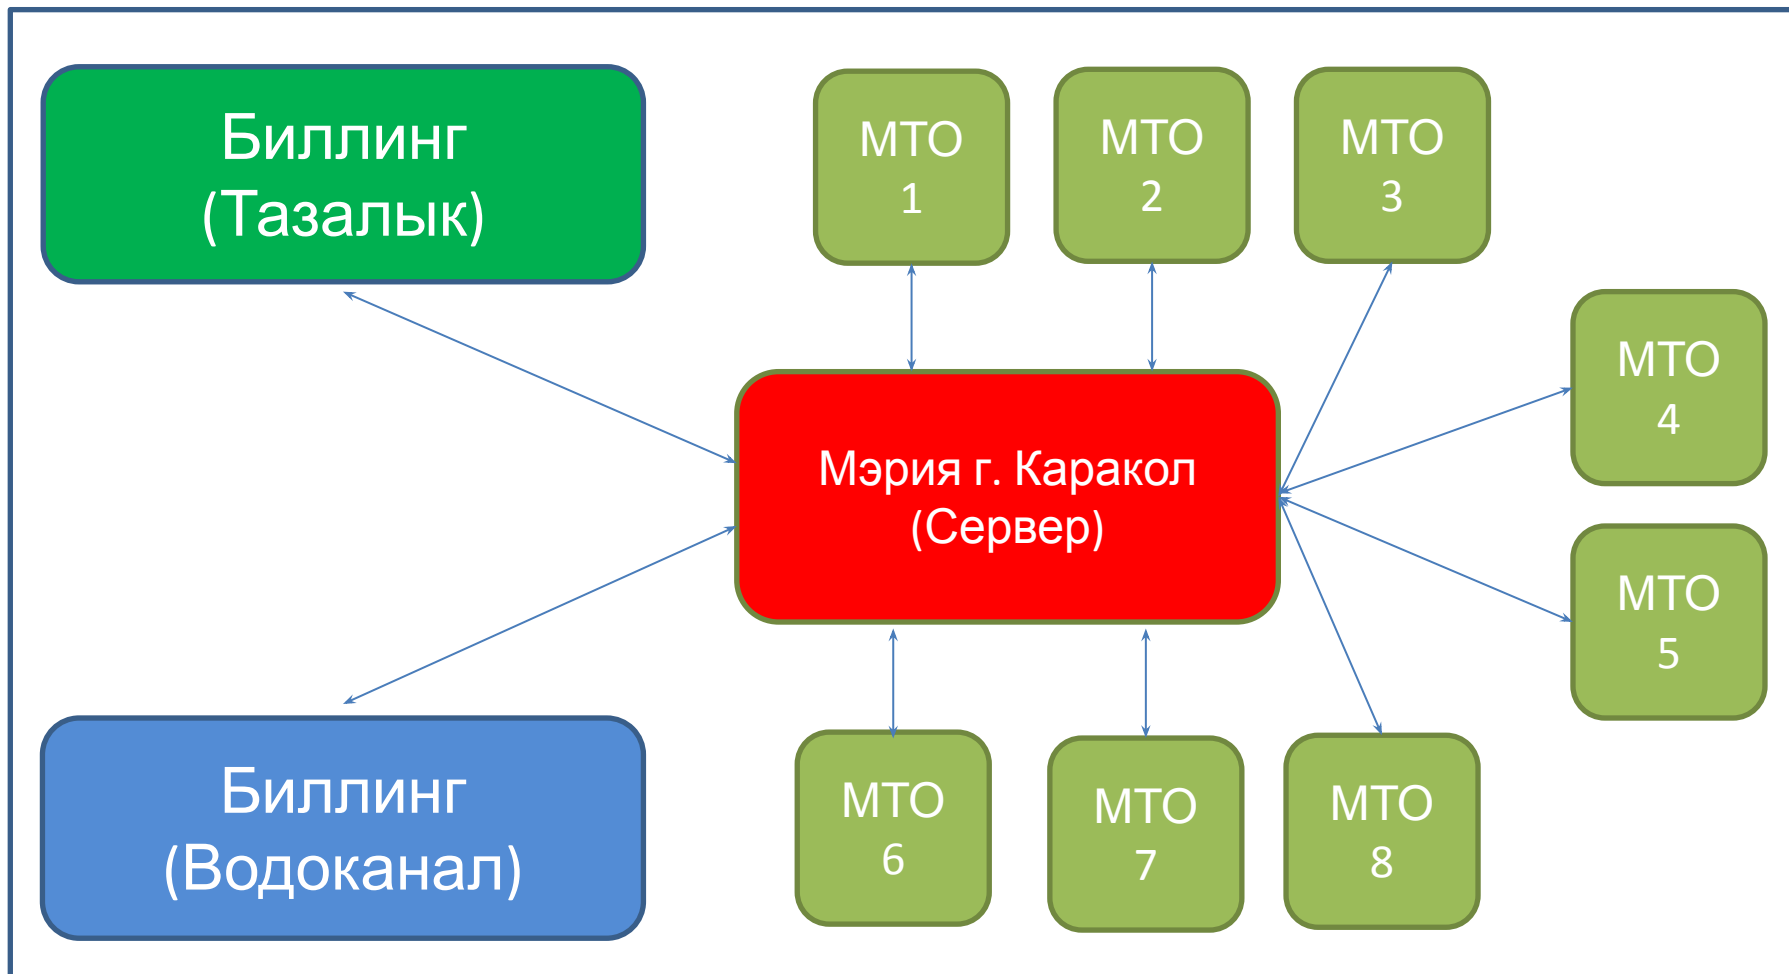 Биллинг
(Тазалык)
МТО
1
МТО
2
МТО
3
МТО
4
Мэрия г. Каракол
(Сервер)
МТО
5
Биллинг
(Водоканал)
МТО
6
МТО
7
МТО
8